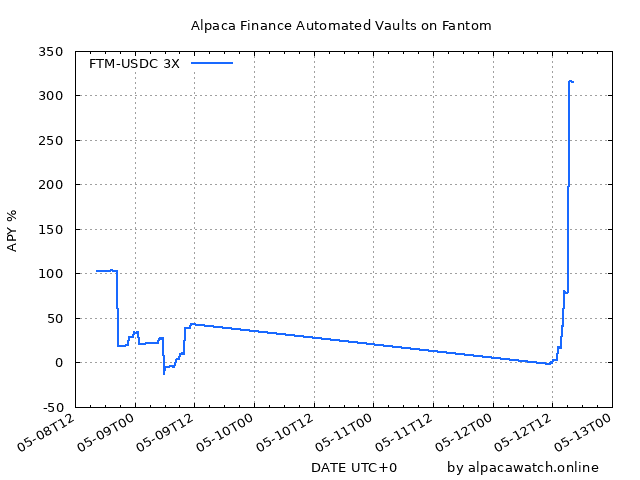 Alpaca Finance Automated Vaults on Fantom
FTM-USDC 3X
APY %
350
300
250
200
150
100
50
0
-50
05-08T12
05-09T00
05-09T12
05-10T00
05-10T12
05-11T00
05-11T12
05-12T00
05-12T12
05-13T00
DATE UTC+0
by alpacawatch.online